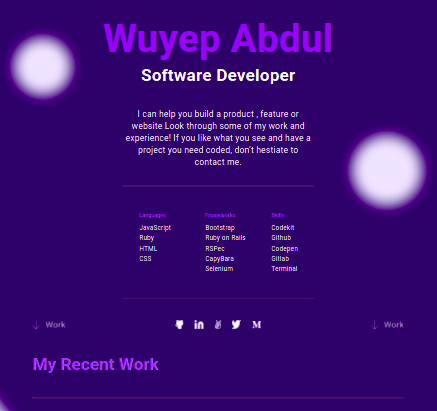 Wuyep Abdul
Software Developer
I can help you build a product , feature or
website Look through some of my work and
experience! If you like what you see and have a
project you need coded, don't hestiate to
contact me.
Languages
JavaScript
Ruby
HTML
CSS
Frameworks
Bootstrap
Ruby on Rails
RSPec
CapyBara
Selenium
Skills
Codekit
Github
Codepen
Gitlab
Terminal
Work
Work
My Recent Work